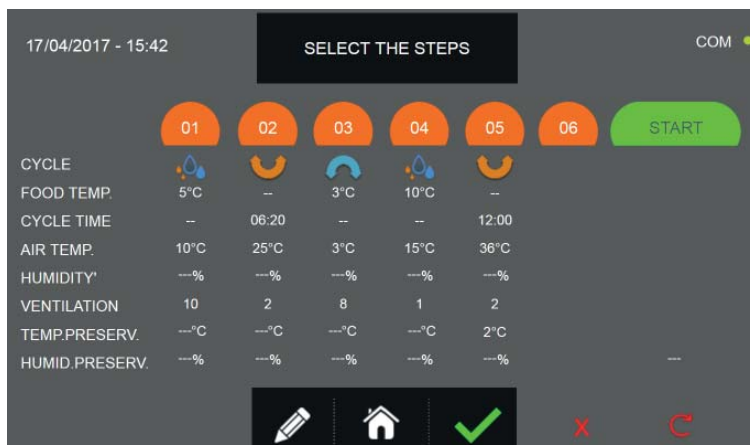 17/04/2017 - 15:42 SELECT THE STEPS COM
01 02 03 04 05 06 START
CYCLE
FOOD TEMP. 5°C -- 3°C 10°C --
CYCLE TIME -- 06:20 -- -- 12:00
AIR TEMP. 10°C 25°C 3°C 15°C 36°C
HUMIDITY' ---% ---% ---% ---% ---%
VENTILATION 10 2 8 1 2
TEMP.PRESERV. ---°C ---°C ---°C ---°C 2°C
HUMID.PRESERV. ---% ---% ---% ---% ---% ---
X